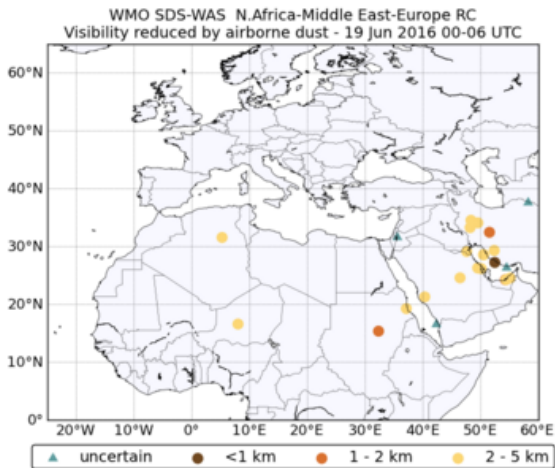 WMO SDS-WAS  N.Africa-Middle East-Europe RC
Visibility reduced by airborne dust - 19 Jun 2016 00-06 UTC
60°N
50°N
40°N
30°N
20°N
10°N
0°
20°W 10°W 0° 10°E 20°E 30°E 40°E 50°E 60°E
uncertain <1 km 1 - 2 km 2 - 5 km